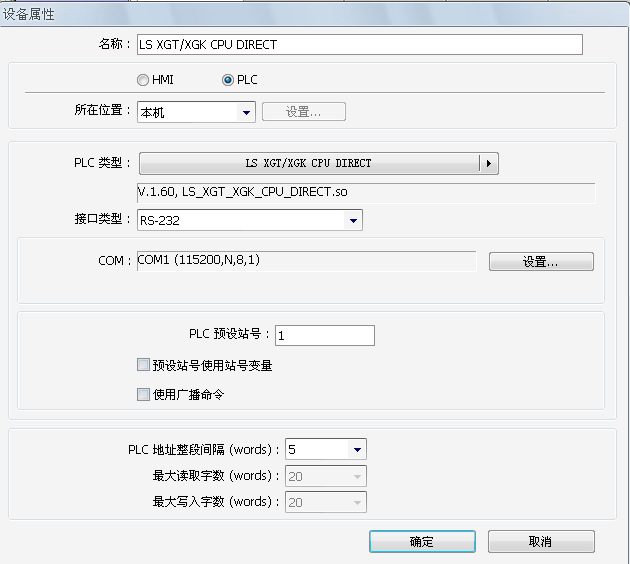 设备属性
名称： LS XGT/XGK CPU DIRECT
HMI PLC
所在位置： 本机 设置...
PLC 类型： LS XGT/XGK CPU DIRECT
V.1.60, LS_XGT_XGK_CPU_DIRECT.so
接口类型： RS-232
COM： COM1 (115200,N,8,1) 设置...
PLC 预设站号： 1
预设站号使用站号变量
使用广播命令
PLC 地址整段间隔 (words)： 5
最大读取字数 (words)： 20
最大写入字数 (words)： 20
确定 取消